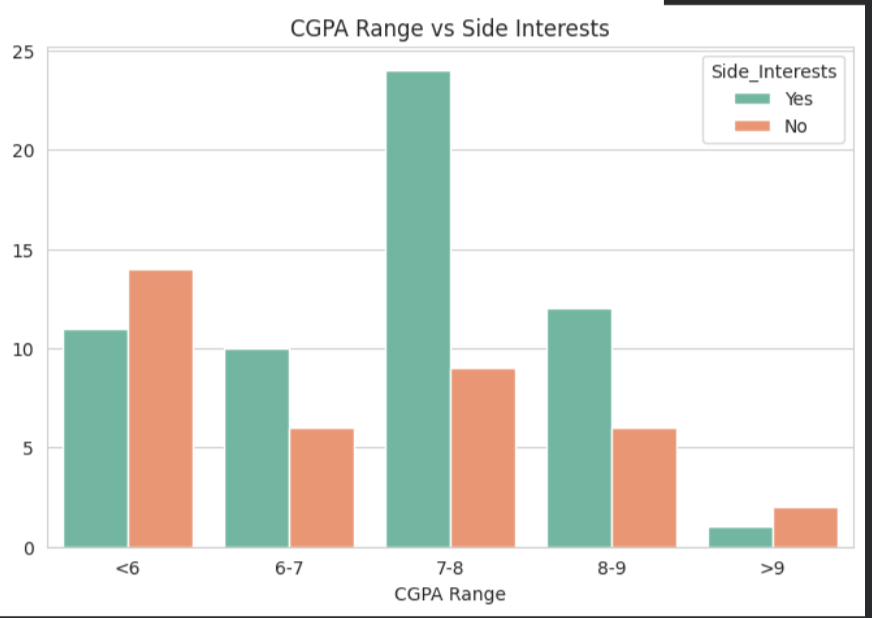 CGPA Range vs Side Interests
25
20
15
10
5
0
Side_Interests
Yes
No
<6
6-7
7-8
8-9
>9
CGPA Range